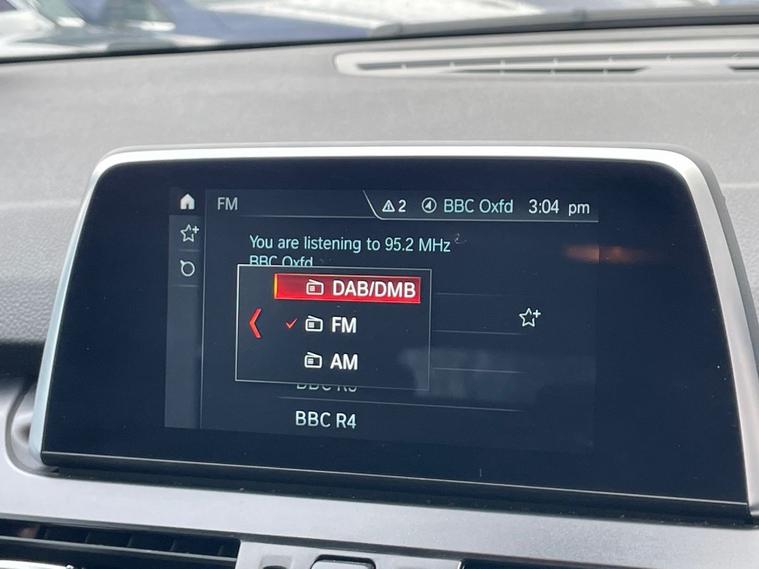 FM
2 BBC Oxfd 3:04 pm
You are listening to 95.2 MHz
BBC Oxfd
DAB/DMB
FM
AM
BBC R4